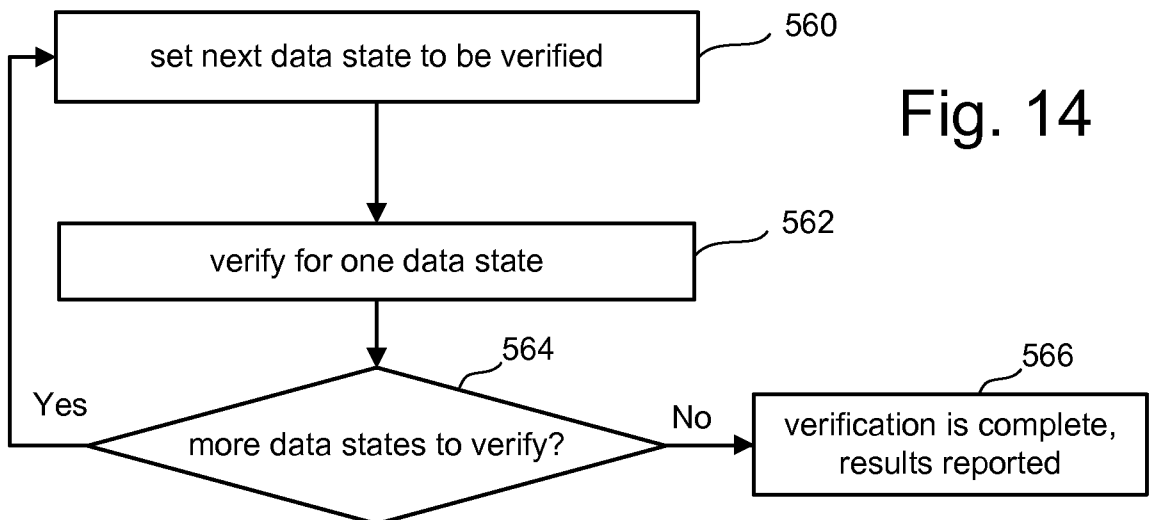 560
set next data state to be verified
Fig. 14
562
verify for one data state
564
566
Yes
No
more data states to verify?
verification is complete,
results reported